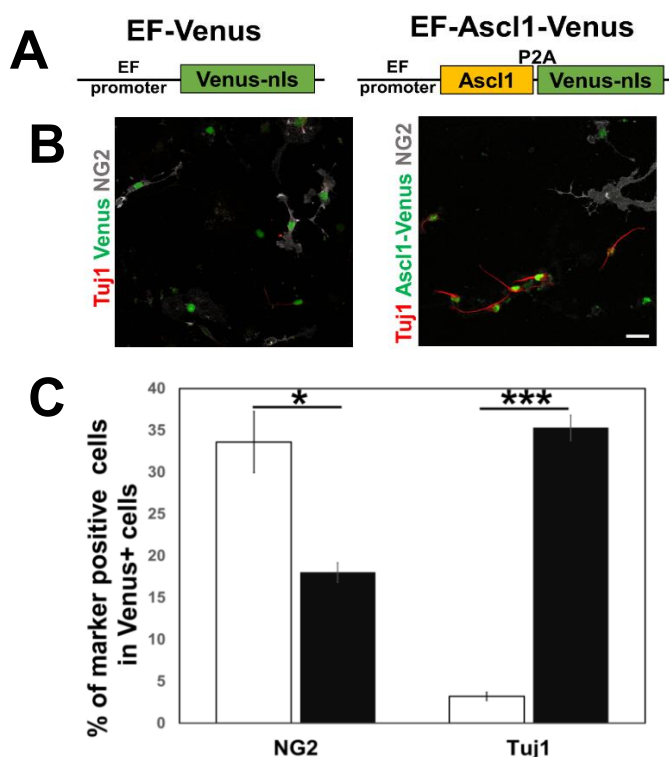 A
EF-Venus
EF-Ascl1-Venus
EF
promoter
Venus-nls
EF
promoter
Ascl1
P2A
Venus-nls
B
Tuj1 Venus NG2
Tuj1 Ascl1-Venus NG2
C
% of marker positive cells
in Venus+ cells
40
35
30
25
20
15
10
5
0
*
***
NG2
Tuj1